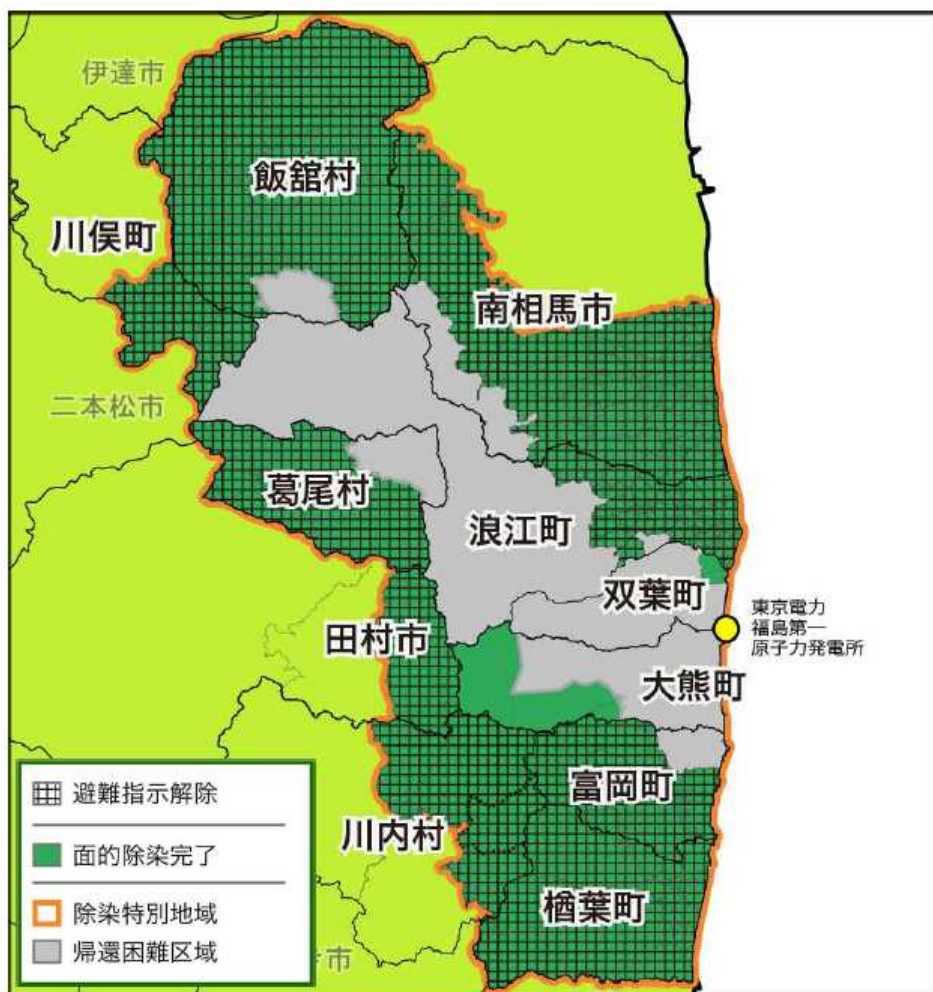 伊達市
飯舘村
川俣町
南相馬市
二本松市
葛尾村
浪江町
双葉町
東京電力
福島第一
原子力発電所
田村市
大熊町
富岡町
川内村
楢葉町
避難指示解除
面的除染完了
除染特別地域
帰還困難区域
市